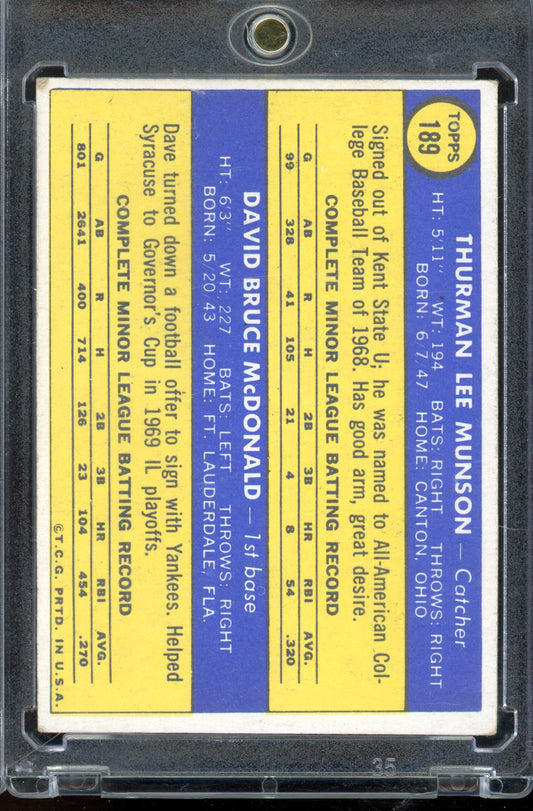 TOPPS
189
THURMAN LEE MUNSON — Catcher
HT: 5'11" WT: 194 BATS: RIGHT THROWS: RIGHT
BORN: 6/7/47 HOME: CANTON, OHIO
Signed out of Kent State U; he was named to All-American Col-
lege Baseball Team of 1968. Has good arm, great desire.
COMPLETE MINOR LEAGUE BATTING RECORD
G AB R H 2B 3B HR RBI AVG.
99 328 41 105 21 4 8 54 .320
DAVID BRUCE McDONALD — 1st base
HT: 6'3" WT: 227 BATS: LEFT THROWS: RIGHT
BORN: 5/20/43 HOME: FT. LAUDERDALE, FLA.
Dave turned down a football offer to sign with Yankees. Helped
Syracuse to Governor's Cup in 1969 IL playoffs.
COMPLETE MINOR LEAGUE BATTING RECORD
G AB R H 2B 3B HR RBI AVG.
801 2641 400 714 126 23 104 454 .270
©T.C.G. PRTD. IN U.S.A.
35